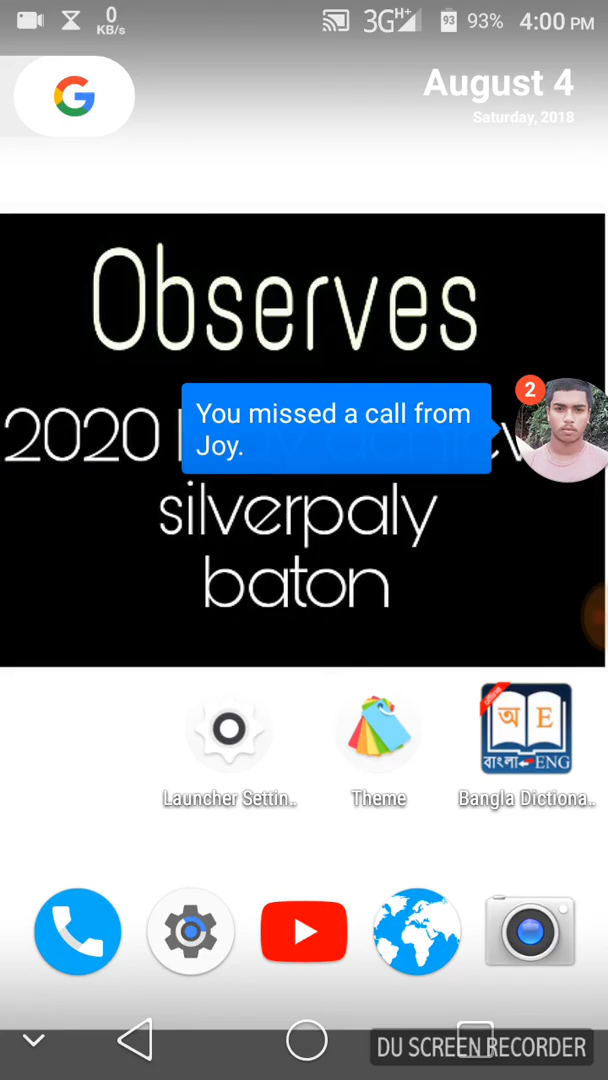 0
KB/s
3G H+
93
93%
4:00 PM
G
August 4
Saturday, 2018
Observes
2020
silverpaly
baton
You missed a call from
Joy.
2
অ E
বাংলা ENG
Launcher Settin..
Theme
Bangla Dictiona..
DU SCREEN RECORDER